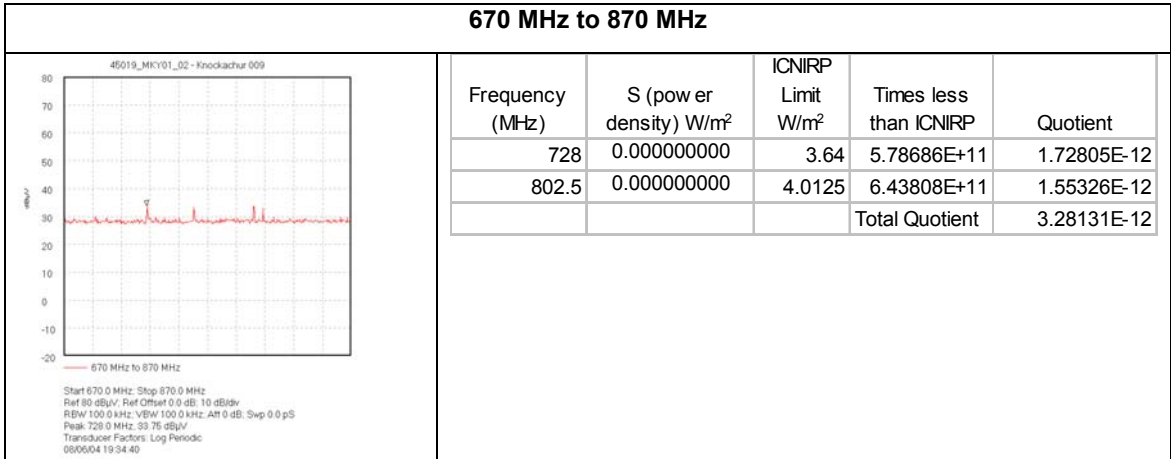 670 MHz to 870 MHz
45019_MKY01_02 - Knockachur 009
80
70
60
50
40
30
20
10
0
-10
-20
dBµV
670 MHz to 870 MHz
Start 670.0 MHz; Stop 870.0 MHz
Ref 80 dBµV; Ref Offset 0.0 dB; 10 dB/div
RBW 100.0 kHz; VBW 100.0 kHz; Att 0 dB; Swp 0.0 pS
Peak 728.0 MHz, 33.75 dBµV
Transducer Factors: Log Periodic
08/06/04 19:34:40
Frequency (MHz) S (pow er density) W/m² ICNIRP Limit W/m² Times less than ICNIRP Quotient
728 0.000000000 3.64 5.78686E+11 1.72805E-12
802.5 0.000000000 4.0125 6.43808E+11 1.55326E-12
Total Quotient 3.28131E-12